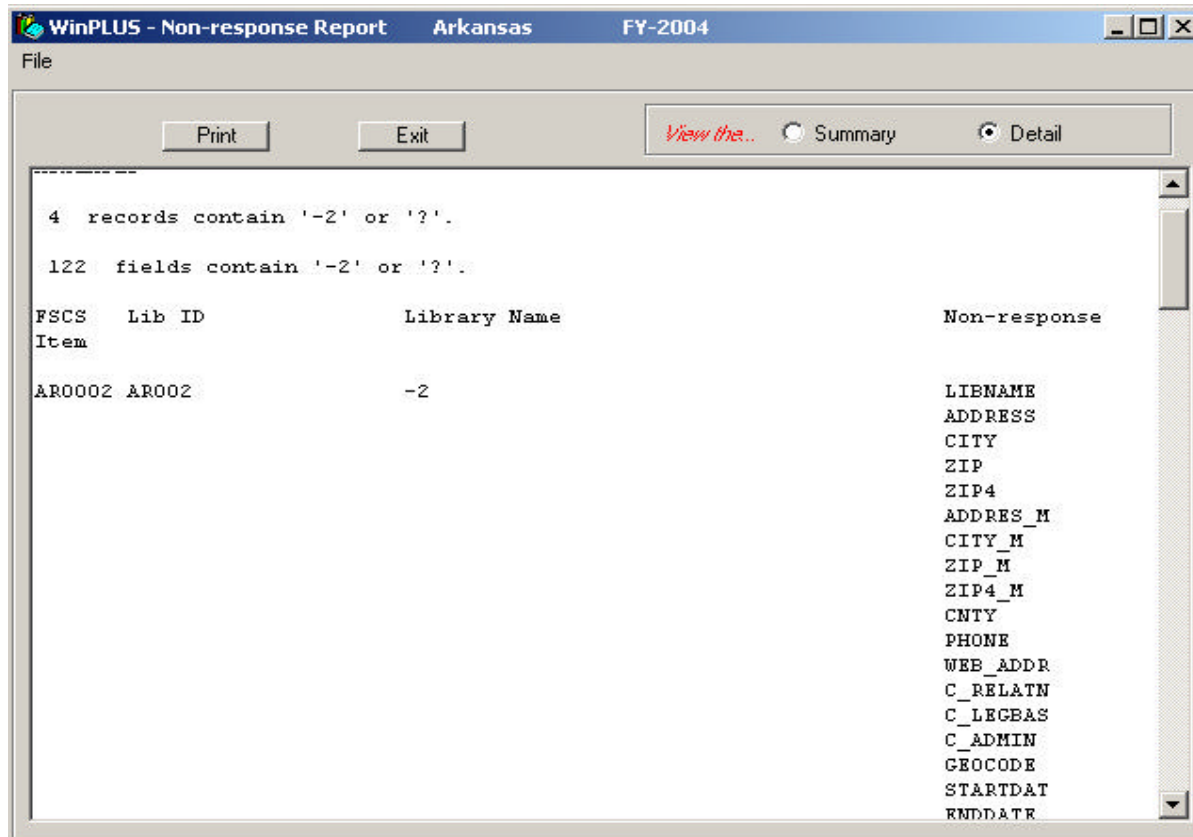 WinPLUS - Non-response Report Arkansas FY-2004
File
Print Exit View the... Summary Detail
4 records contain '-2' or '?'.
122 fields contain '-2' or '?'.
FSCS Lib ID Library Name Non-response
Item
AR0002 AR002 -2 LIBNAME
ADDRESS
CITY
ZIP
ZIP4
ADDRES_M
CITY_M
ZIP_M
ZIP4_M
CNTY
PHONE
WEB_ADDR
C_RELATN
C_LEGBAS
C_ADMIN
GEOCODE
STARTDAT
ENDDATE